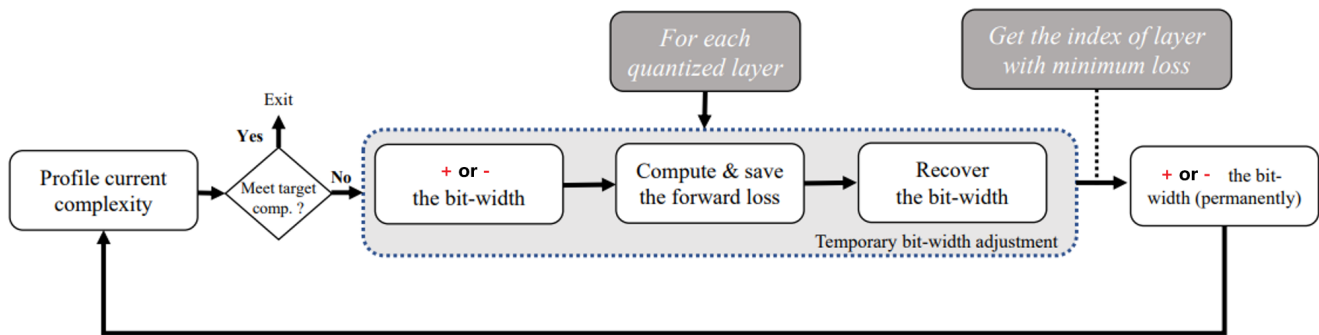 For each
quantized layer
Get the index of layer
with minimum loss
Exit
Yes
Profile current
complexity
Meet target
comp. ?
No
+ or -
the bit-width
Compute & save
the forward loss
Recover
the bit-width
Temporary bit-width adjustment
+ or - the bit-
width (permanently)